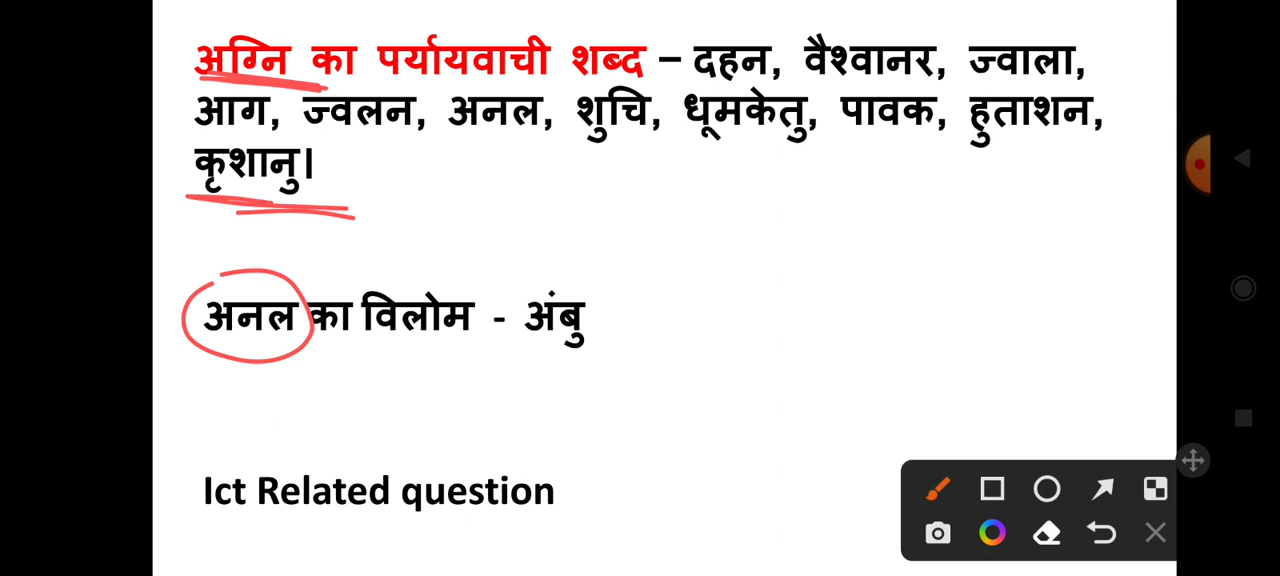 अग्नि का पर्यायवाची शब्द – दहन, वैश्वानर, ज्वाला,
आग, ज्वलन, अनल, शुचि, धूमकेतु, पावक, हुताशन,
कृशानु।
अनल का विलोम - अंबु
Ict Related question